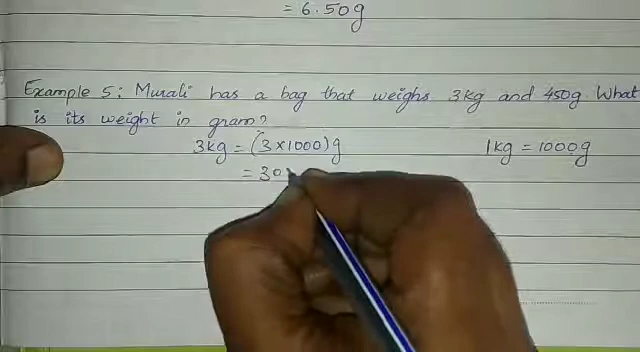 = 6.50g
Example 5: Murali has a bag that weighs 3kg and 450g What
is its weight in gram?
3kg = (3×1000)g 1kg = 1000g
= 30